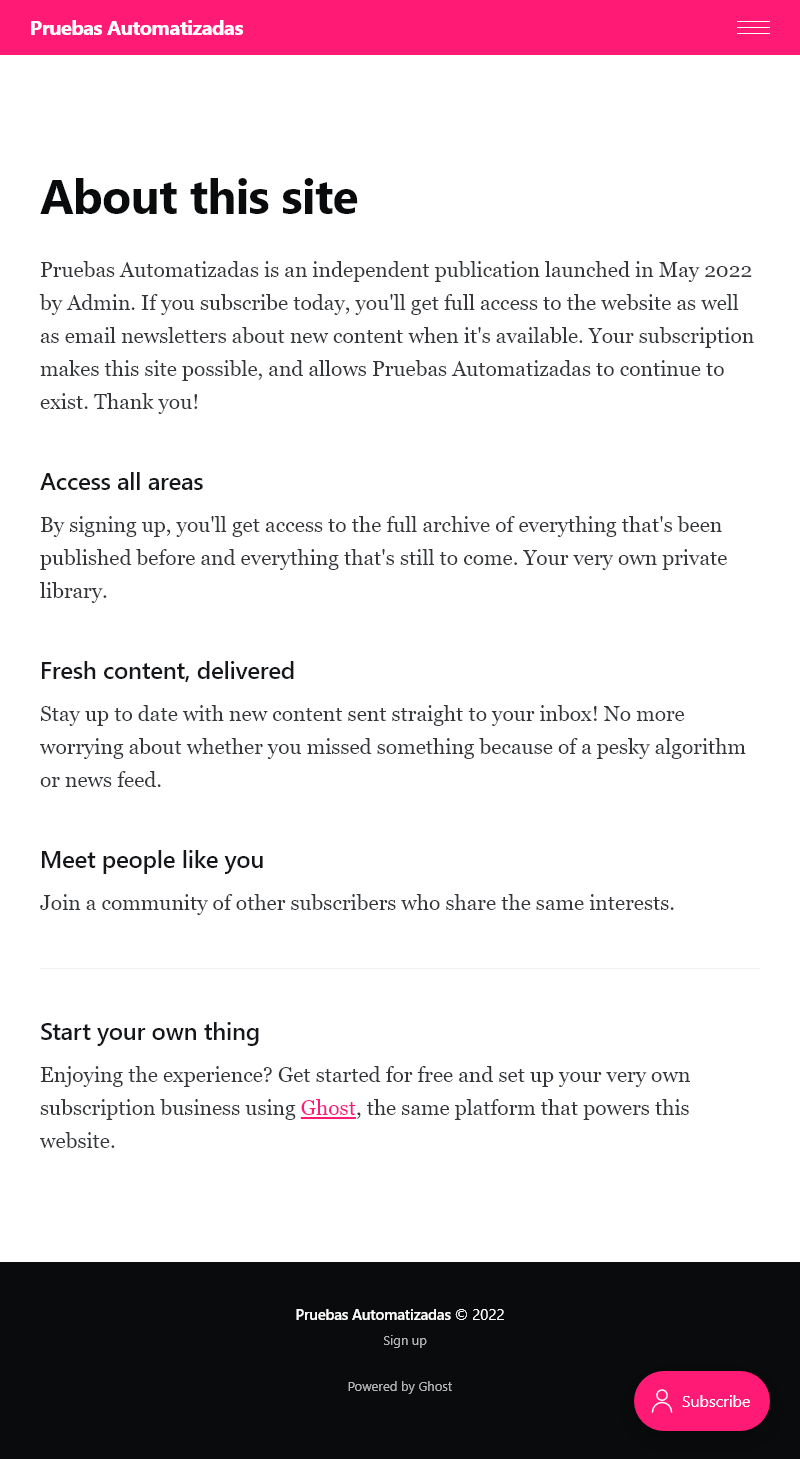 Pruebas Automatizadas
About this site
Pruebas Automatizadas is an independent publication launched in May 2022
by Admin. If you subscribe today, you'll get full access to the website as well
as email newsletters about new content when it's available. Your subscription
makes this site possible, and allows Pruebas Automatizadas to continue to
exist. Thank you!
Access all areas
By signing up, you'll get access to the full archive of everything that's been
published before and everything that's still to come. Your very own private
library.
Fresh content, delivered
Stay up to date with new content sent straight to your inbox! No more
worrying about whether you missed something because of a pesky algorithm
or news feed.
Meet people like you
Join a community of other subscribers who share the same interests.
Start your own thing
Enjoying the experience? Get started for free and set up your very own
subscription business using Ghost, the same platform that powers this
website.
Pruebas Automatizadas © 2022
Sign up
Powered by Ghost
Subscribe